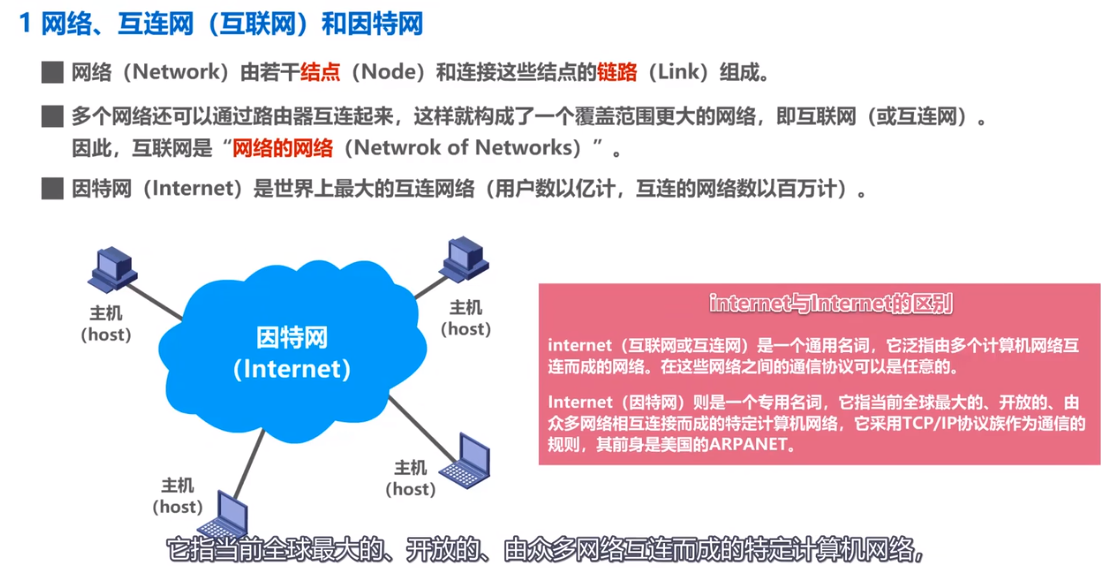 1 网络、互连网（互联网）和因特网
网络（Network）由若干结点（Node）和连接这些结点的链路（Link）组成。
多个网络还可以通过路由器互连起来，这样就构成了一个覆盖范围更大的网络，即互联网（或互连网）。
因此，互联网是“网络的网络（Netwrok of Networks）”。
因特网（Internet）是世界上最大的互连网络（用户数以亿计，互连的网络数以百万计）。
主机
（host）
主机
（host）
因特网
（Internet）
internet与Internet的区别
internet（互联网或互连网）是一个通用名词，它泛指由多个计算机网络互
连而成的网络。在这些网络之间的通信协议可以是任意的。
Internet（因特网）则是一个专用名词，它指当前全球最大的、开放的、由
众多网络相互连接而成的特定计算机网络，它采用TCP/IP协议族作为通信的
规则，其前身是美国的ARPANET。
主机
（host）
主机
（host）
它指当前全球最大的、开放的、由众多网络互连而成的特定计算机网络，